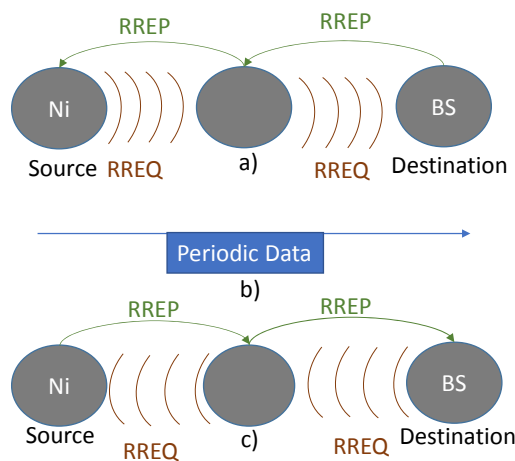 RREP RREP
Ni BS
Source RREQ a) RREQ Destination
Periodic Data
b)
RREP RREP
Ni BS
Source RREQ c) RREQ Destination